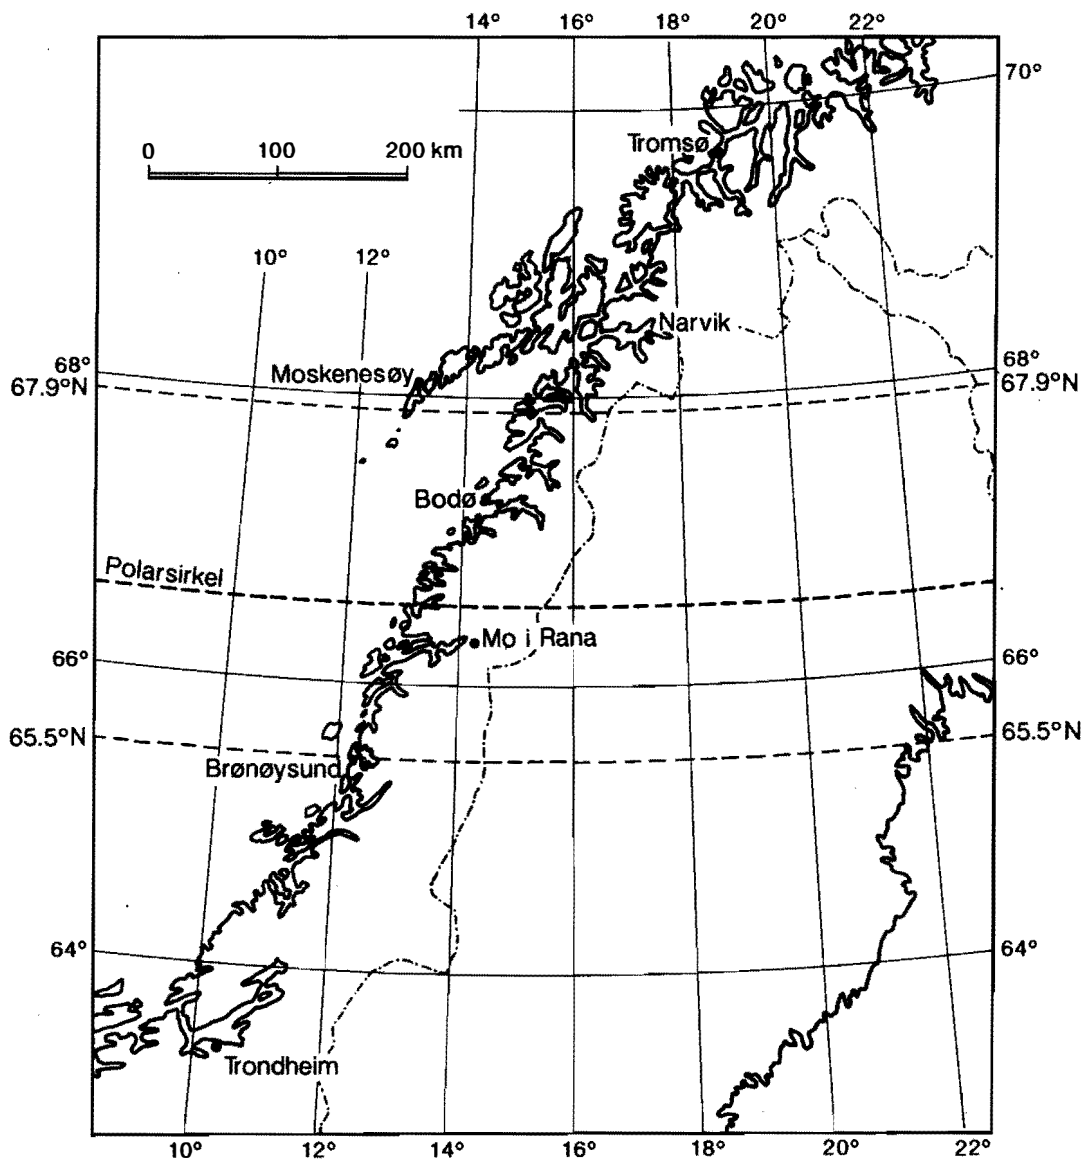 14° 16° 18° 20° 22°
70°
Tromsø
0 100 200 km
10° 12°
Narvik
68° 68°
Moskenesøy
67.9°N 67.9°N
Bodø
Polarsirkel
Mo i Rana
66° 66°
65.5°N 65.5°N
Brønøysund
64° 64°
Trondheim
10° 12° 14° 16° 18° 20° 22°